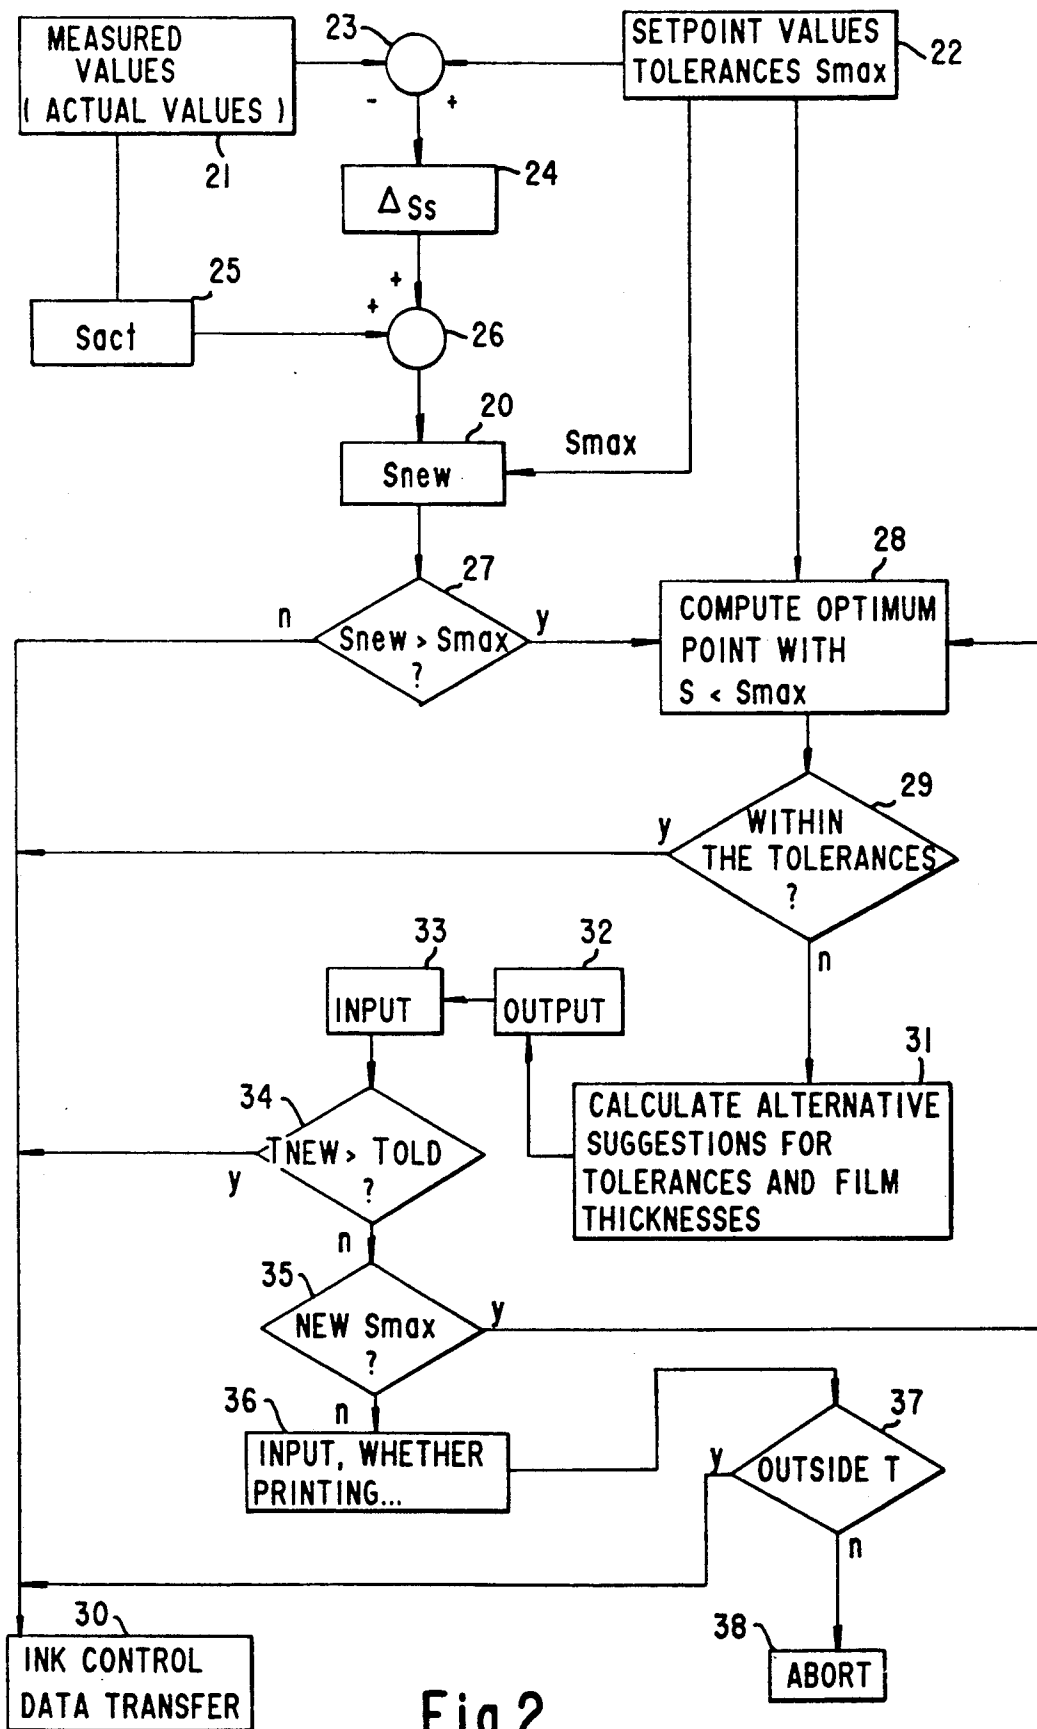 MEASURED
VALUES
( ACTUAL VALUES )
21
23
- +
SETPOINT VALUES
TOLERANCES Smax
22
24
ΔSs
25
Sact
+
+
26
20
Snew
Smax
27
n
Snew > Smax
?
y
28
COMPUTE OPTIMUM
POINT WITH
S < Smax
29
y
WITHIN
THE TOLERANCES
?
n
33
INPUT
32
OUTPUT
31
CALCULATE ALTERNATIVE
SUGGESTIONS FOR
TOLERANCES AND FILM
THICKNESSES
34
TNEW > TOLD
?
y
n
35
NEW Smax
?
y
n
36
INPUT, WHETHER
PRINTING...
37
y
OUTSIDE T
n
30
INK CONTROL
DATA TRANSFER
38
ABORT
Fig.2